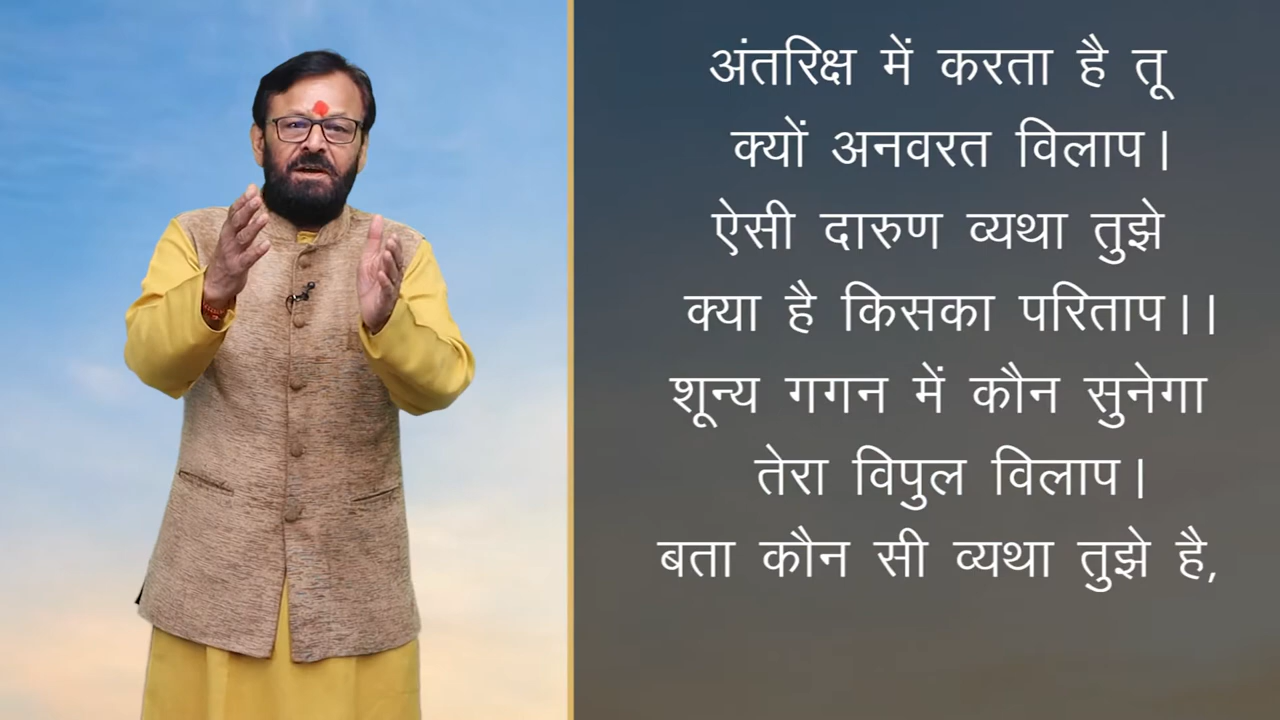 अंतरिक्ष में करता है तू
क्यों अनवरत विलाप।
ऐसी दारुण व्यथा तुझे
क्या है किसका परिताप।।
शून्य गगन में कौन सुनेगा
तेरा विपुल विलाप।
बता कौन सी व्यथा तुझे है,